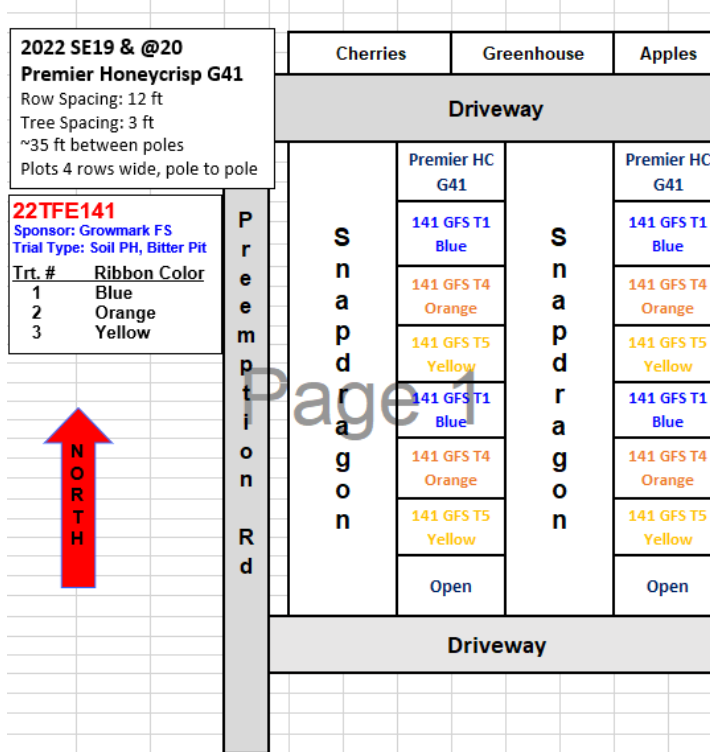 2022 SE19 & @20
Premier Honeycrisp G41
Row Spacing: 12 ft
Tree Spacing: 3 ft
~35 ft between poles
Plots 4 rows wide, pole to pole
22TFE141
Sponsor: Growmark FS
Trial Type: Soil PH, Bitter Pit
Trt. # Ribbon Color
1 Blue
2 Orange
3 Yellow
NORTH
Preemption Rd
Cherries Greenhouse Apples
Driveway
Snapdragon
Premier HC
G41
141 GFS T1
Blue
141 GFS T4
Orange
141 GFS T5
Yellow
141 GFS T1
Blue
141 GFS T4
Orange
141 GFS T5
Yellow
Open
Snapdragon
Premier HC
G41
141 GFS T1
Blue
141 GFS T4
Orange
141 GFS T5
Yellow
141 GFS T1
Blue
141 GFS T4
Orange
141 GFS T5
Yellow
Open
Driveway
Page 1